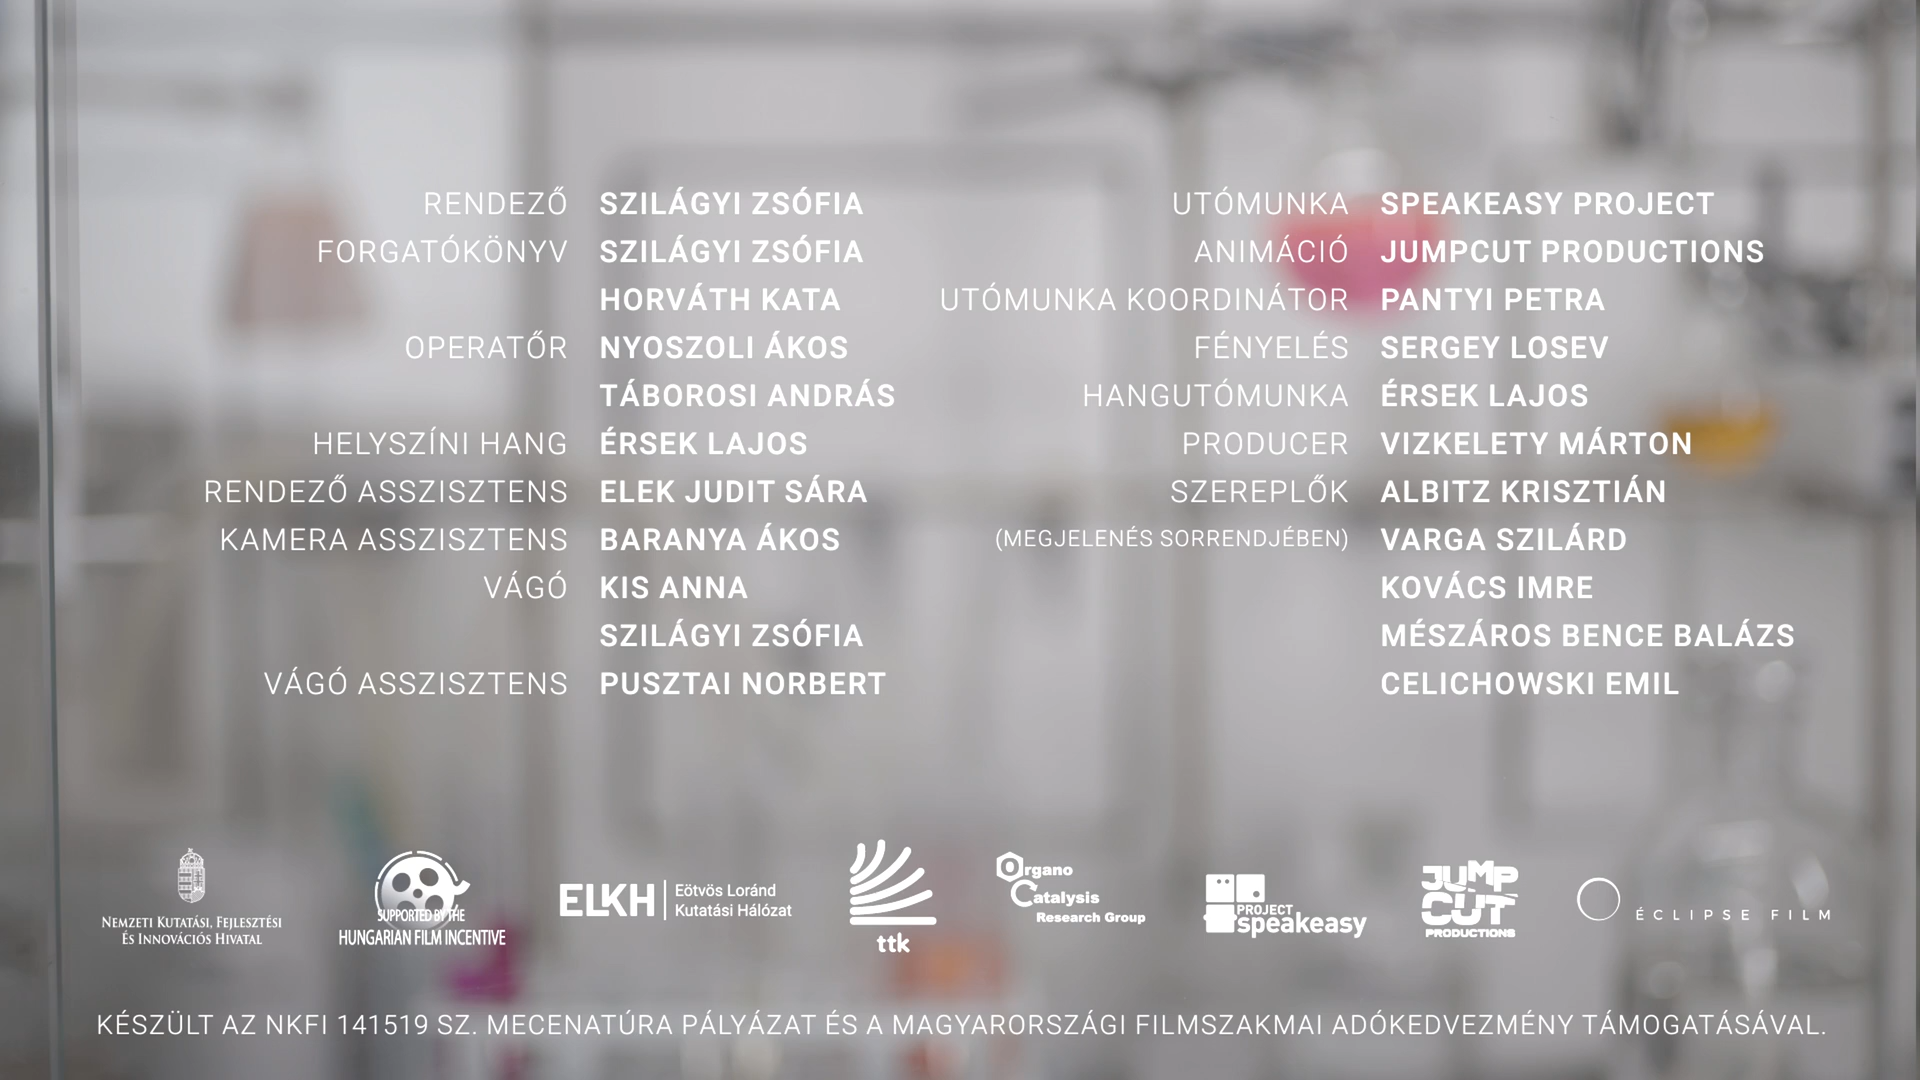 RENDEZŐ SZILÁGYI ZSÓFIA
FORGATÓKÖNYV SZILÁGYI ZSÓFIA
HORVÁTH KATA
OPERATŐR NYOSZOLI ÁKOS
TÁBOROSI ANDRÁS
HELYSZÍNI HANG ÉRSEK LAJOS
RENDEZŐ ASSZISZTENS ELEK JUDIT SÁRA
KAMERA ASSZISZTENS BARANYA ÁKOS
VÁGÓ KIS ANNA
SZILÁGYI ZSÓFIA
VÁGÓ ASSZISZTENS PUSZTAI NORBERT
UTÓMUNKA SPEAKEASY PROJECT
ANIMÁCIÓ JUMPCUT PRODUCTIONS
UTÓMUNKA KOORDINÁTOR PANTYI PETRA
FÉNYELÉS SERGEY LOSEV
HANGUTÓMUNKA ÉRSEK LAJOS
PRODUCER VIZKELETY MÁRTON
SZEREPLŐK ALBITZ KRISZTIÁN
(MEGJELENÉS SORRENDJÉBEN) VARGA SZILÁRD
KOVÁCS IMRE
MÉSZÁROS BENCE BALÁZS
CELICHOWSKI EMIL
NEMZETI KUTATÁSI, FEJLESZTÉSI
ÉS INNOVÁCIÓS HIVATAL
SUPPORTED BY THE
HUNGARIAN FILM INCENTIVE
ELKH
Eötvös Loránd
Kutatási Hálózat
ttk
Organo
Catalysis
Research Group
PROJECT
speakeasy
JUMP
CUT
PRODUCTIONS
ÉCLIPSE FILM
KÉSZÜLT AZ NKFI 141519 SZ. MECENATÚRA PÁLYÁZAT ÉS A MAGYARORSZÁGI FILMSZAKMAI ADÓKEDVEZMÉNY TÁMOGATÁSÁVAL.